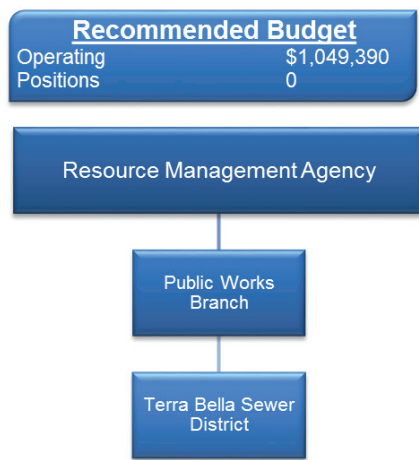 Recommended Budget
Operating $1,049,390
Positions 0
Resource Management Agency
Public Works
Branch
Terra Bella Sewer
District